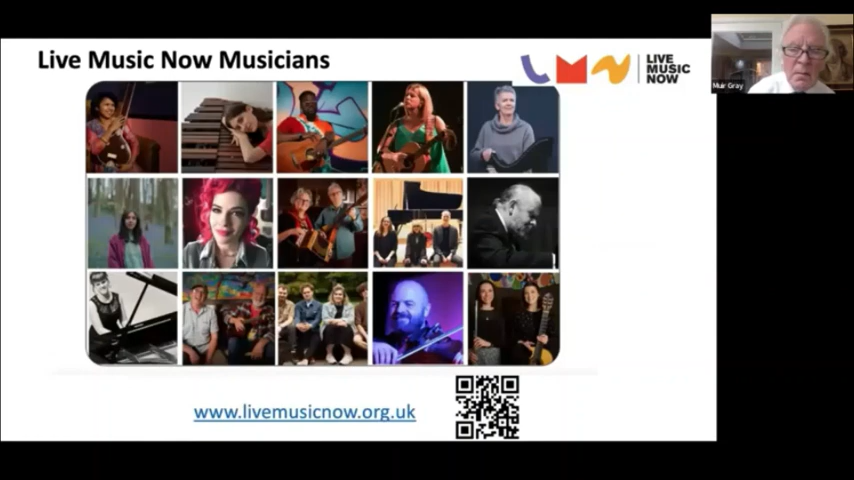 Live Music Now Musicians
LIVE
MUSIC
NOW
Muir Gray
www.livemusicnow.org.uk